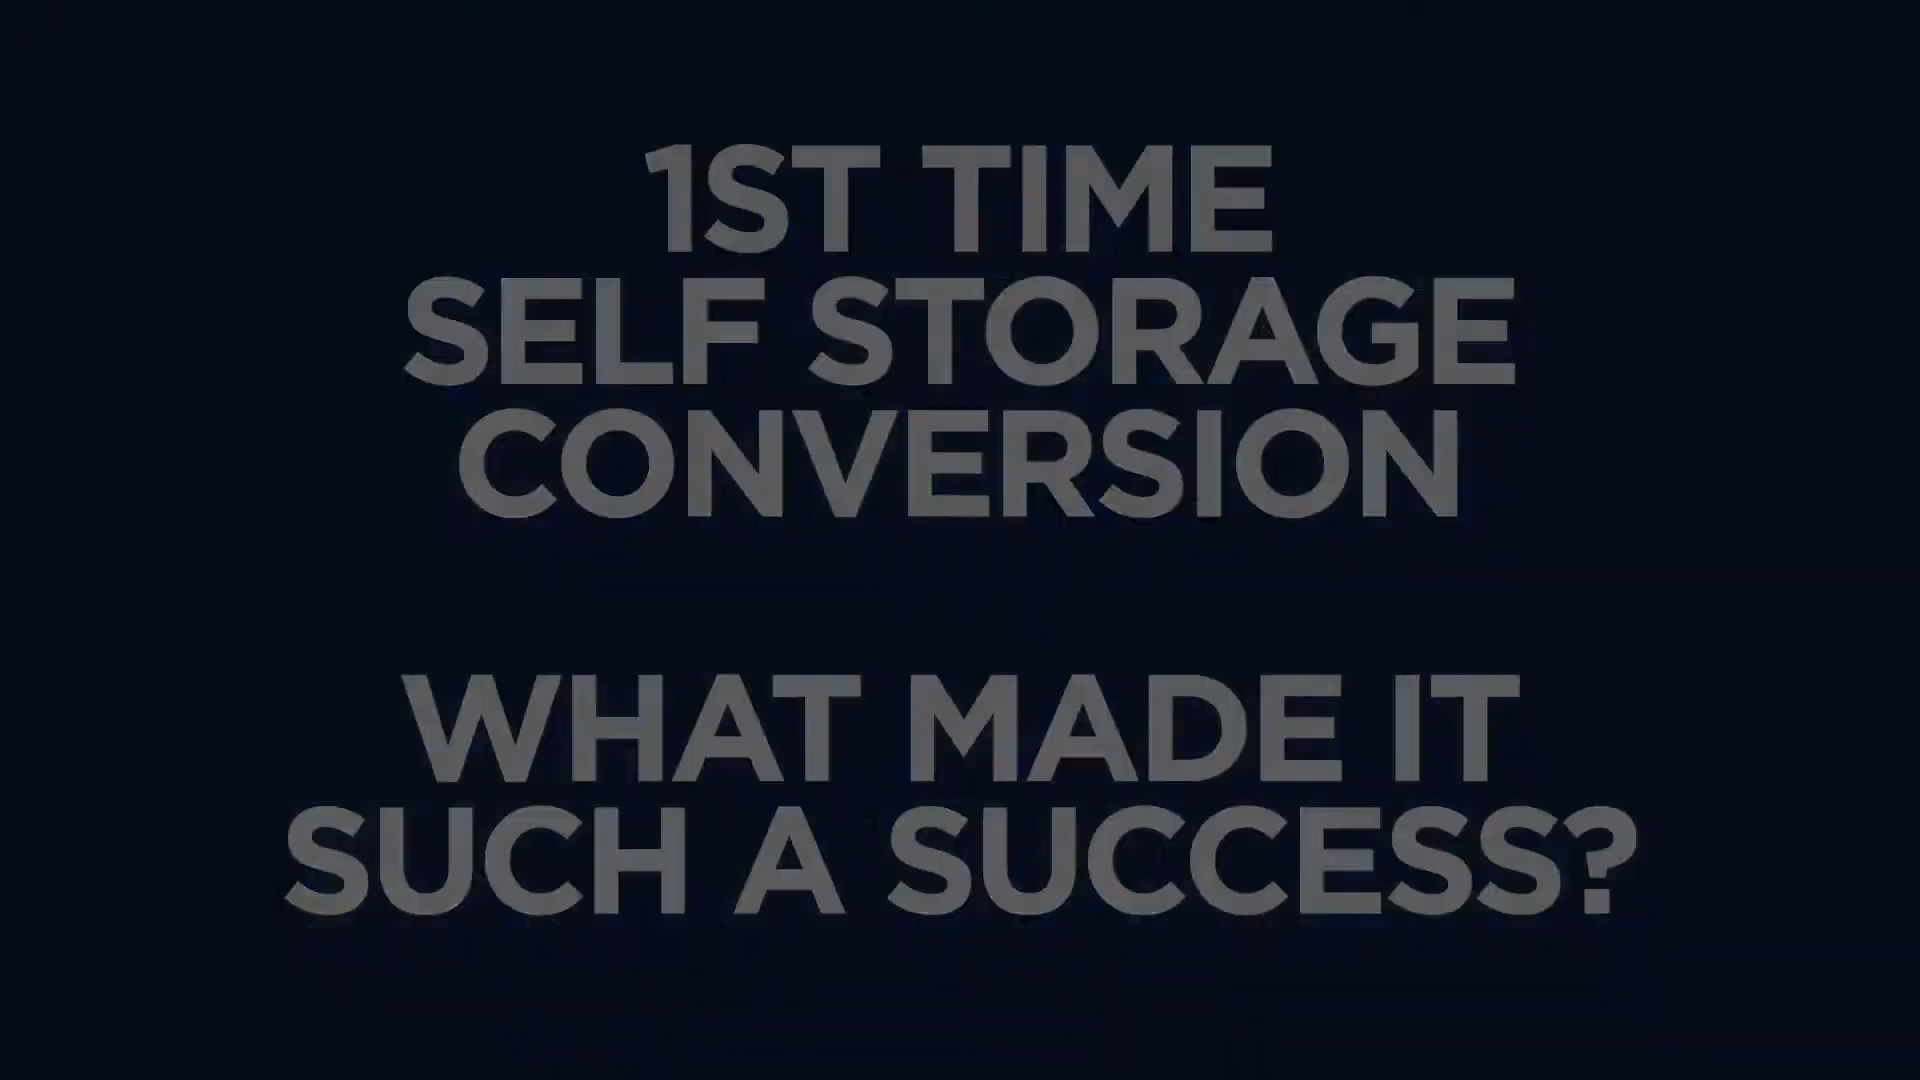 1ST TIME
SELF STORAGE
CONVERSION
WHAT MADE IT
SUCH A SUCCESS?